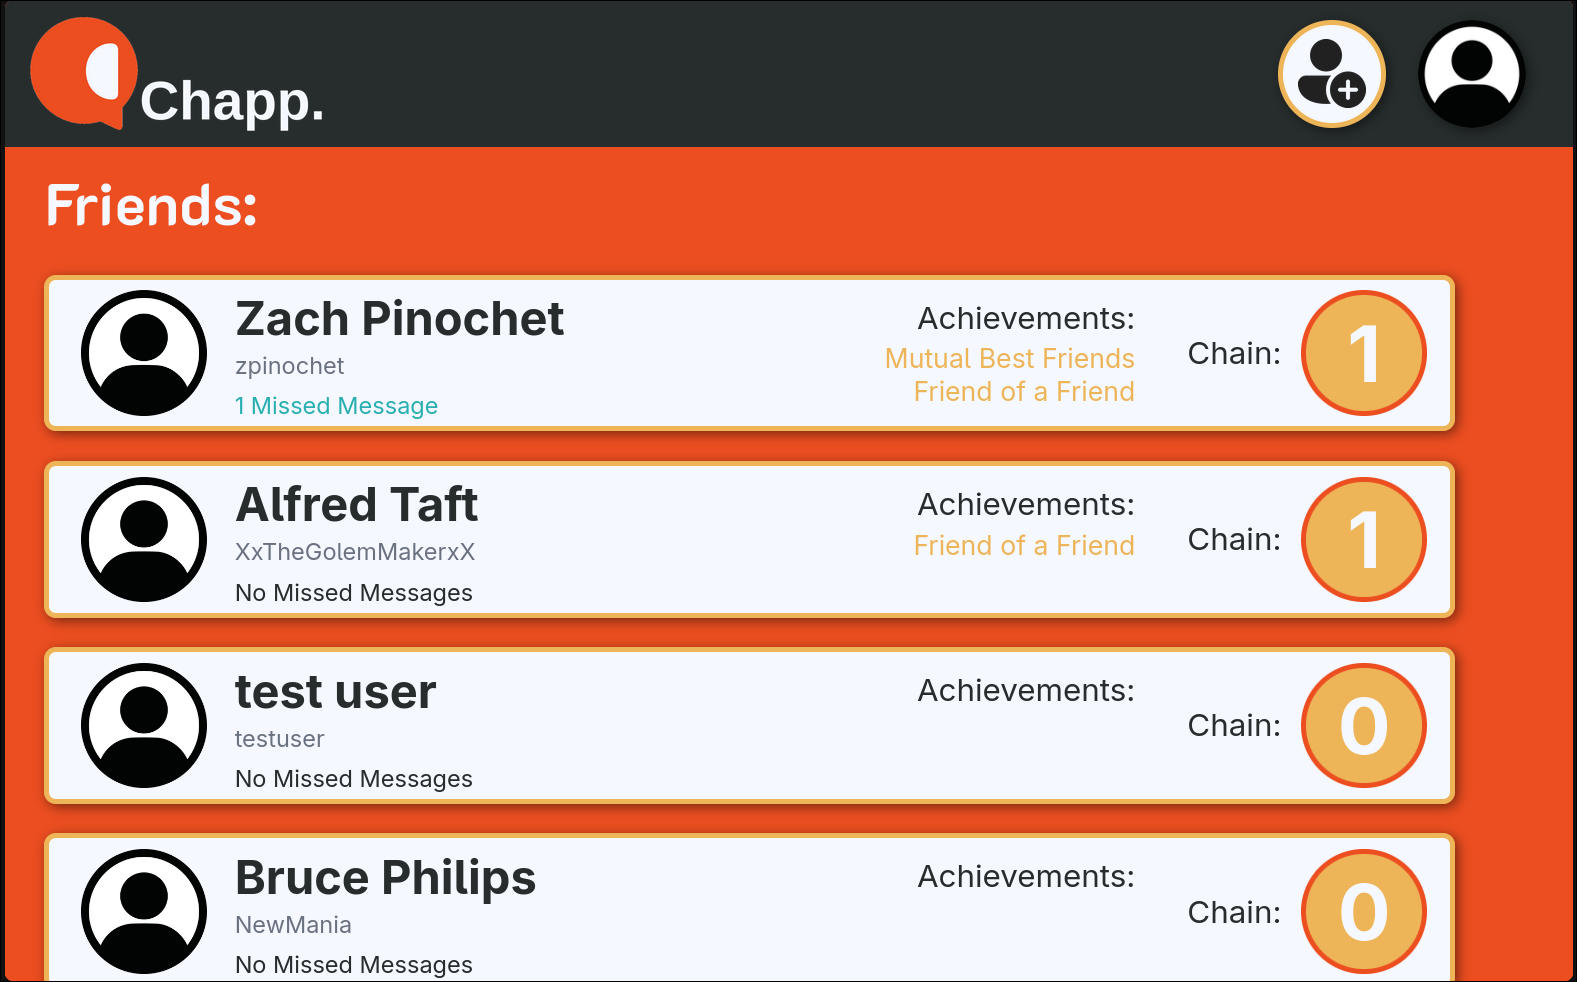 Chapp.
Friends:
Zach Pinochet
zpinochet
1 Missed Message
Achievements:
Mutual Best Friends
Friend of a Friend
Chain:
1
Alfred Taft
XxTheGolemMakerxX
No Missed Messages
Achievements:
Friend of a Friend
Chain:
1
test user
testuser
No Missed Messages
Achievements:
Chain:
0
Bruce Philips
NewMania
No Missed Messages
Achievements:
Chain:
0